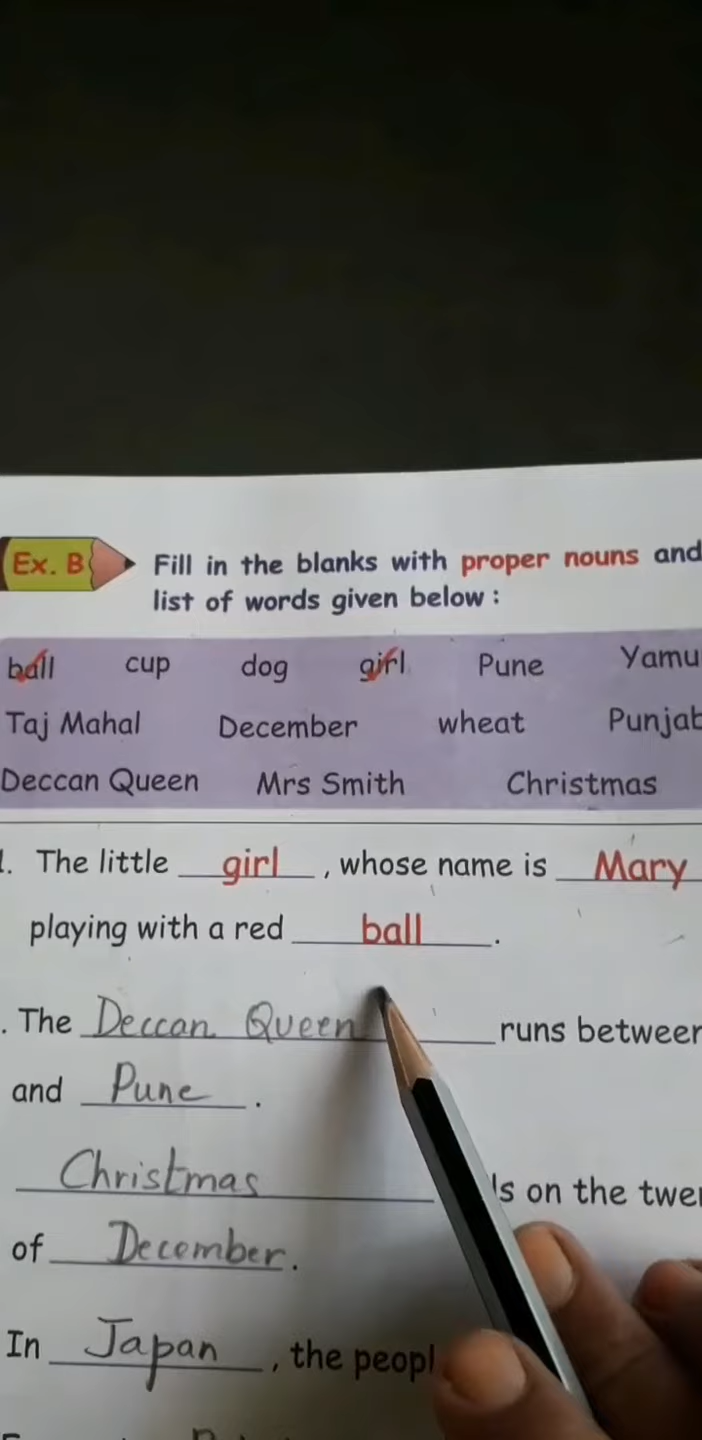 Ex. B Fill in the blanks with proper nouns and
list of words given below :
ball cup dog girl Pune Yamu
Taj Mahal December wheat Punjab
Deccan Queen Mrs Smith Christmas
1. The little girl, whose name is Mary
playing with a red ball.
. The Deccan Queen runs between
and Pune.
Christmas ls on the twe
of December.
In Japan, the peopl